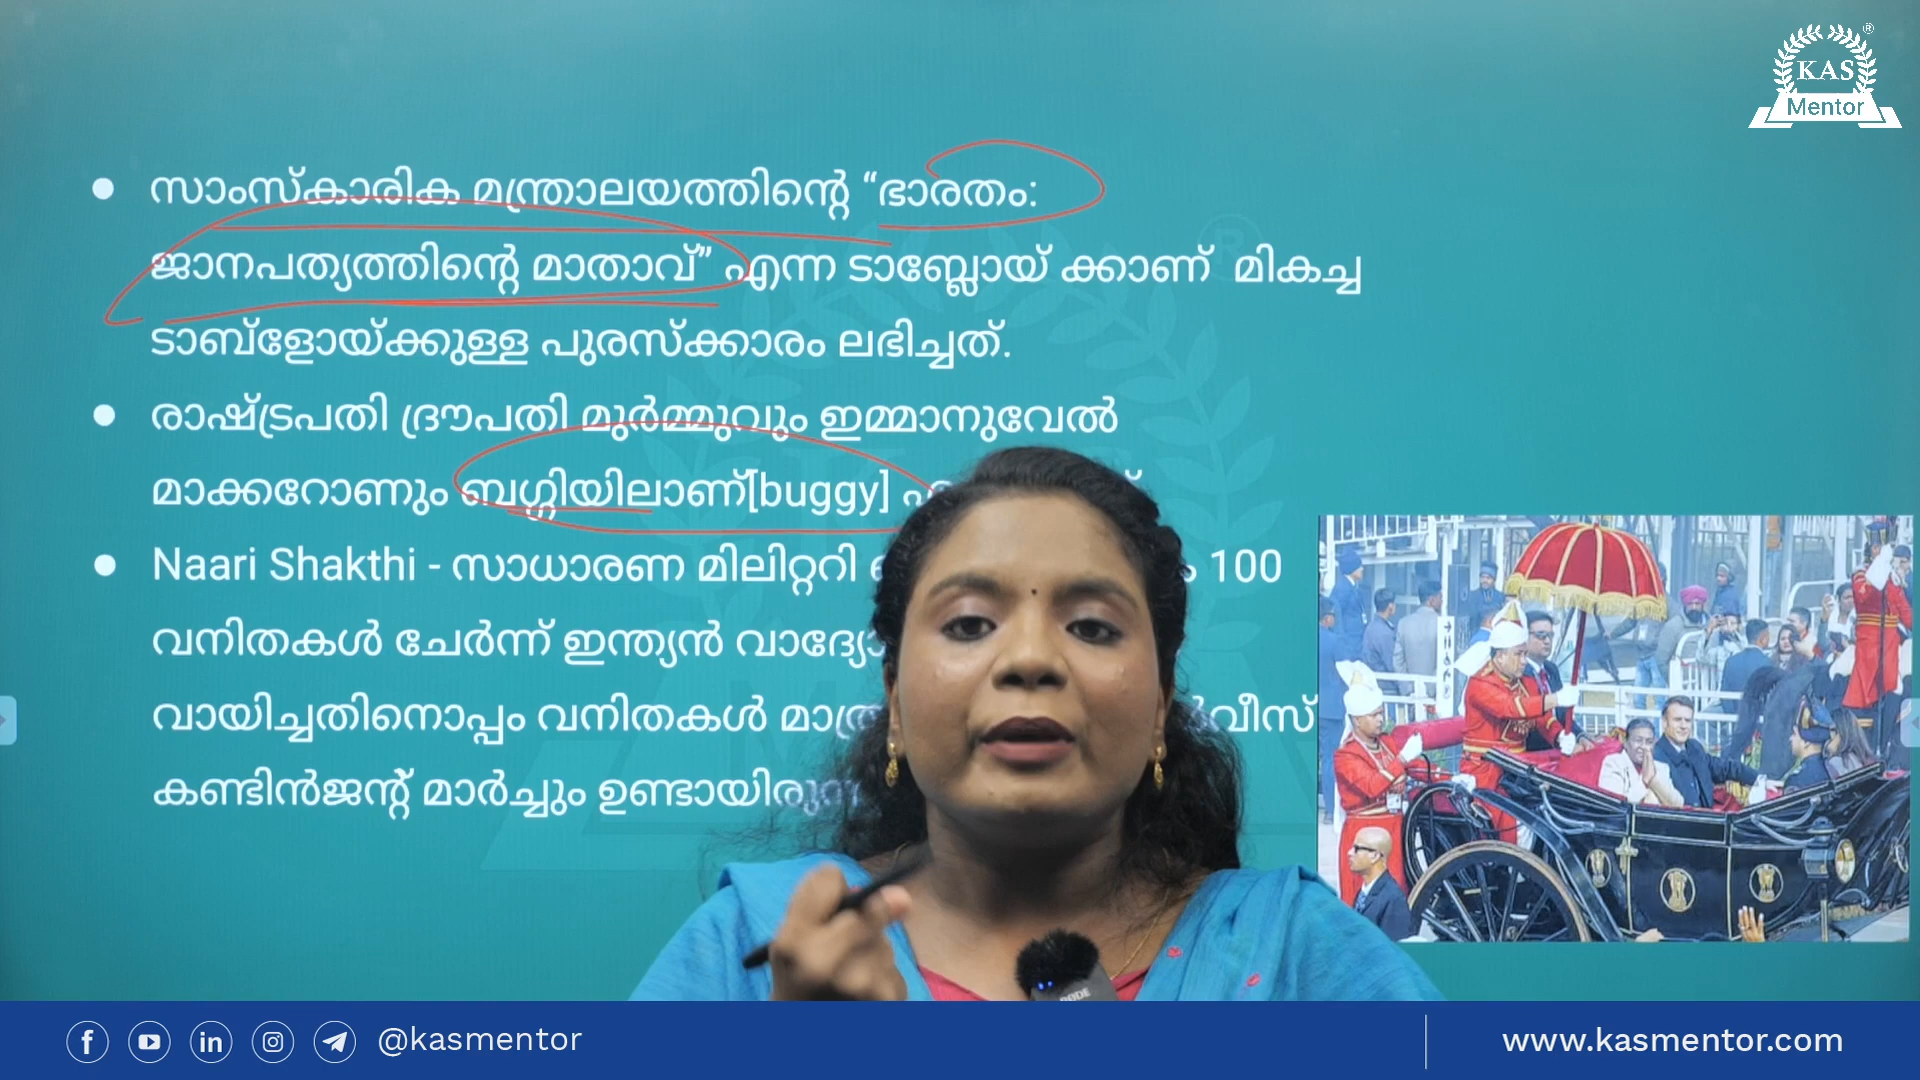 KAS
Mentor
സാംസ്കാരിക മന്ത്രാലയത്തിന്റെ “ഭാരതം:
ജാനപത്യത്തിന്റെ മാതാവ്” എന്ന ടാബ്ലോയ് ക്കാണ് മികച്ച
ടാബ്ളോയ്ക്കുള്ള പുരസ്ക്കാരം ലഭിച്ചത്.
രാഷ്ട്രപതി ദ്രൗപതി മുർമ്മുവും ഇമ്മാനുവേൽ
മാക്കറോണും ബഗ്ഗിയിലാണ്[buggy]
Naari Shakthi - സാധാരണ മിലിറ്ററി 100
വനിതകൾ ചേർന്ന് ഇന്ത്യൻ
വായിച്ചതിനൊപ്പം വനിതകൾ
കണ്ടിൻജന്റ് മാർച്ചും
@kasmentor
www.kasmentor.com